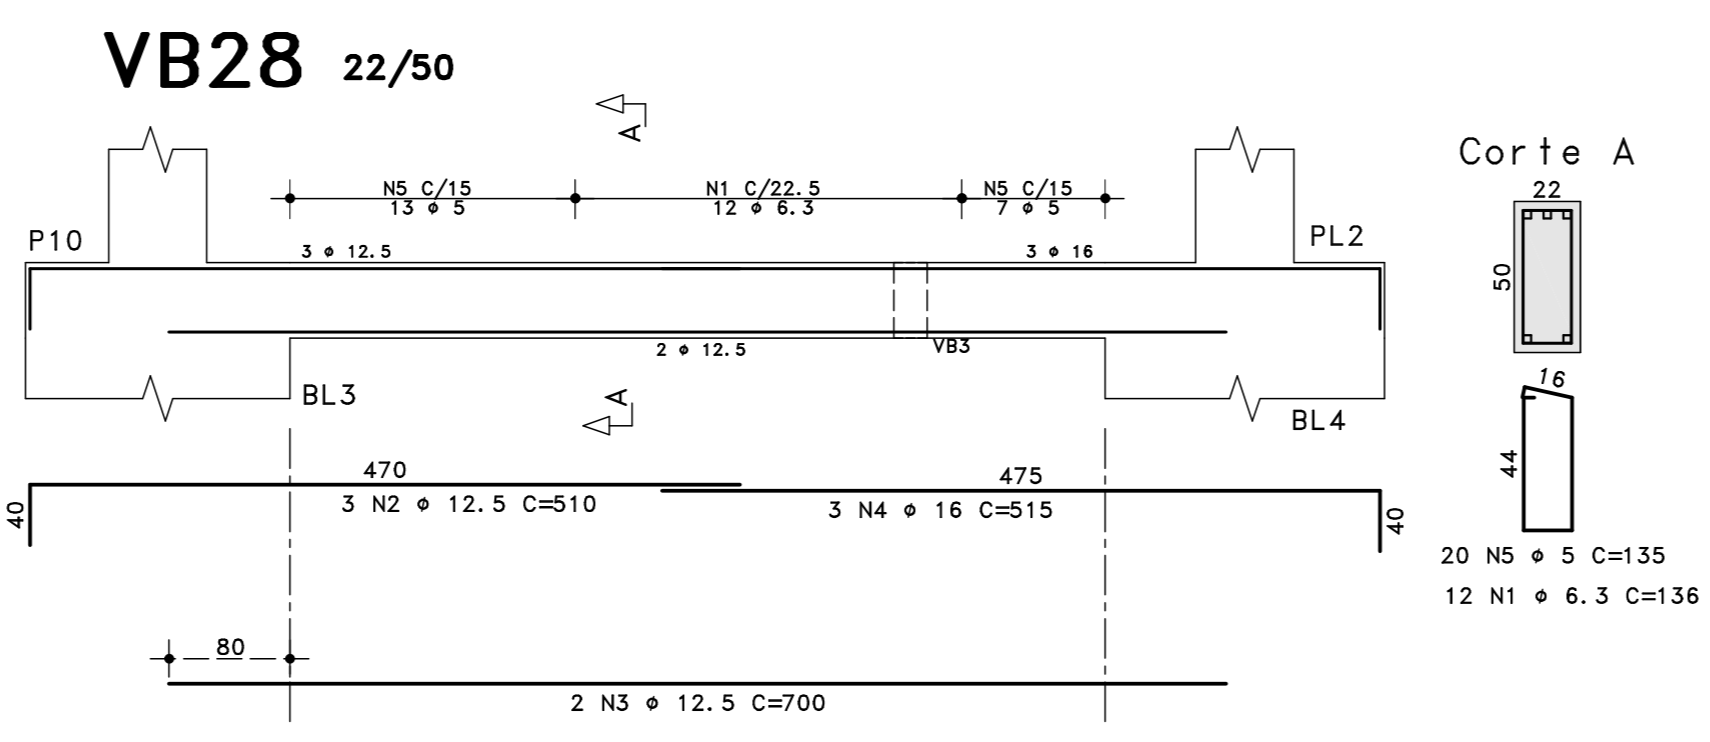 VB28 22/50
A
Corte A
N5 C/15
13 ø 5
N1 C/22.5
12 ø 6.3
N5 C/15
7 ø 5
22
P10
3 ø 12.5
3 ø 16
PL2
50
2 ø 12.5
VB3
BL3
A
BL4
16
44
470
475
40
3 N2 ø 12.5 C=510
3 N4 ø 16 C=515
40
20 N5 ø 5 C=135
12 N1 ø 6.3 C=136
80
2 N3 ø 12.5 C=700